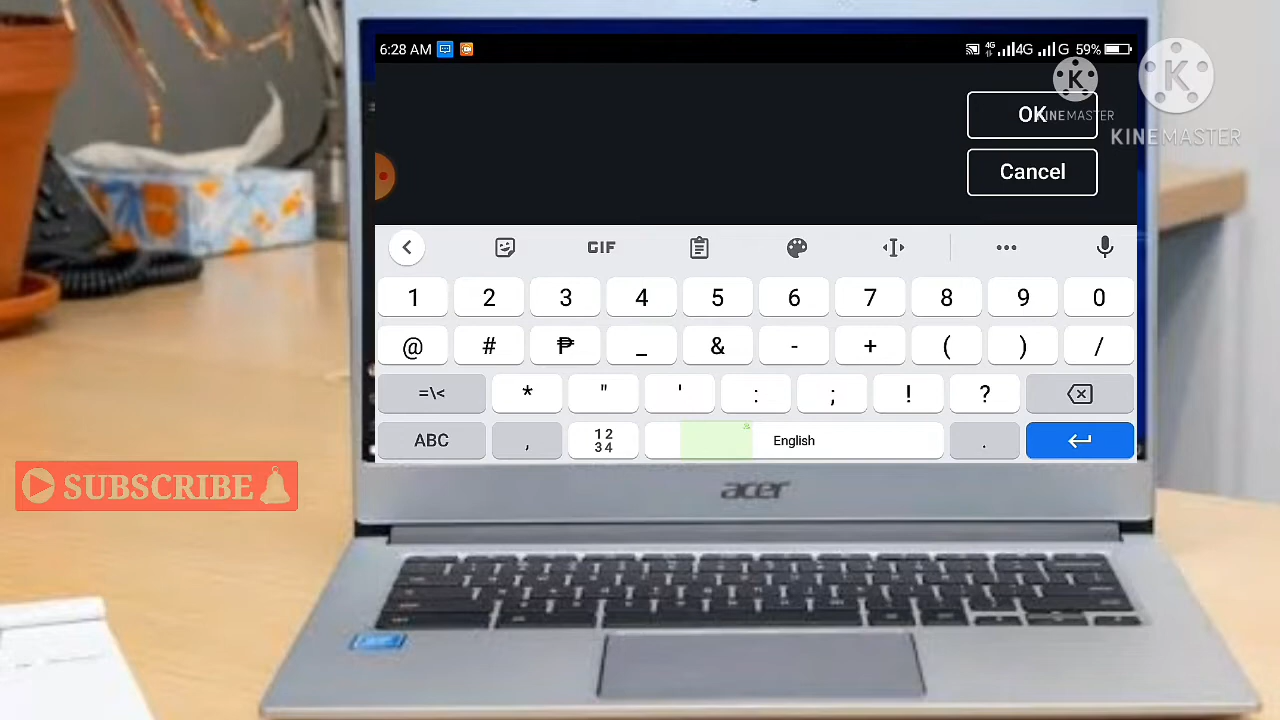 6:28 AM 4G 4G G 59%
OK
KINEMASTER
KINEMASTER
Cancel
GIF
1 2 3 4 5 6 7 8 9 0
@ # ₱ _ & - + ( ) /
=\< * " ' : ; ! ?
ABC , 12 34 English .
acer
SUBSCRIBE